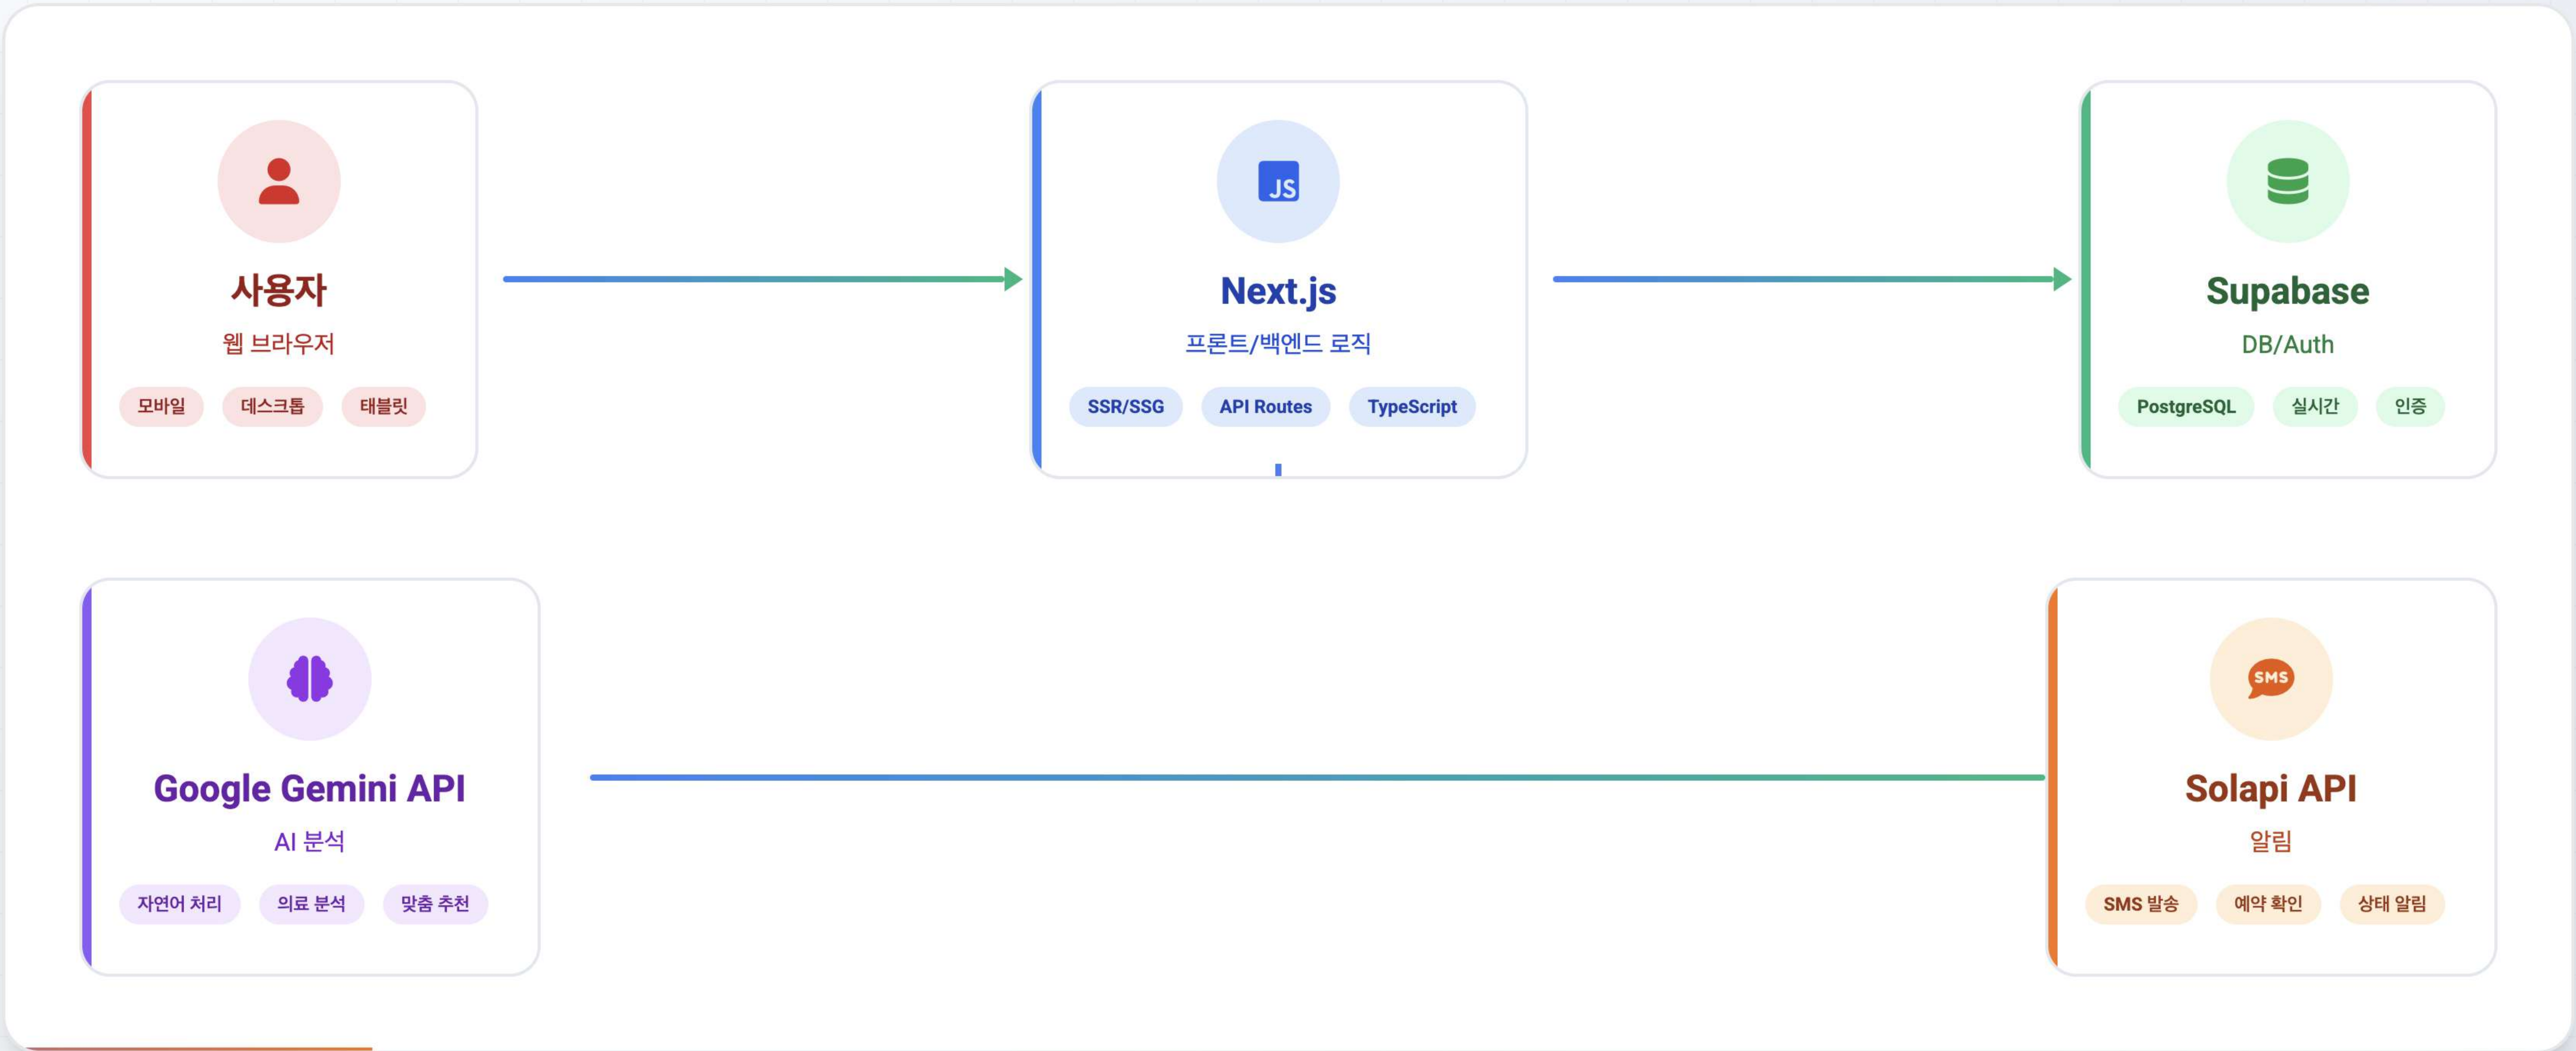 JS
사용자
웹 브라우저
모바일 데스크톱 태블릿
Next.js
프론트/백엔드 로직
SSR/SSG API Routes TypeScript
Supabase
DB/Auth
PostgreSQL 실시간 인증
Google Gemini API
AI 분석
자연어 처리 의료 분석 맞춤 추천
SMS
Solapi API
알림
SMS 발송 예약 확인 상태 알림